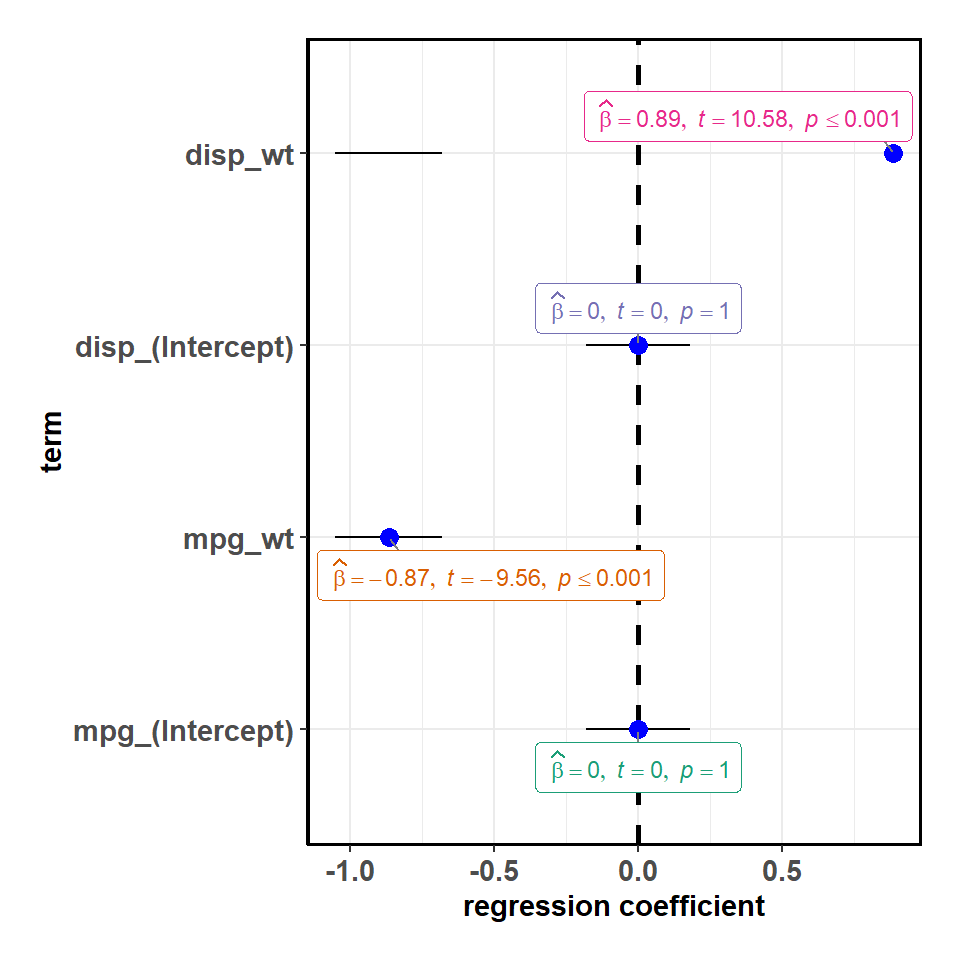 β̂ = 0.89, t = 10.58, p ≤ 0.001
disp_wt
β̂ = 0, t = 0, p = 1
disp_(Intercept)
term
mpg_wt
β̂ = −0.87, t = −9.56, p ≤ 0.001
mpg_(Intercept)
β̂ = 0, t = 0, p = 1
-1.0 -0.5 0.0 0.5
regression coefficient